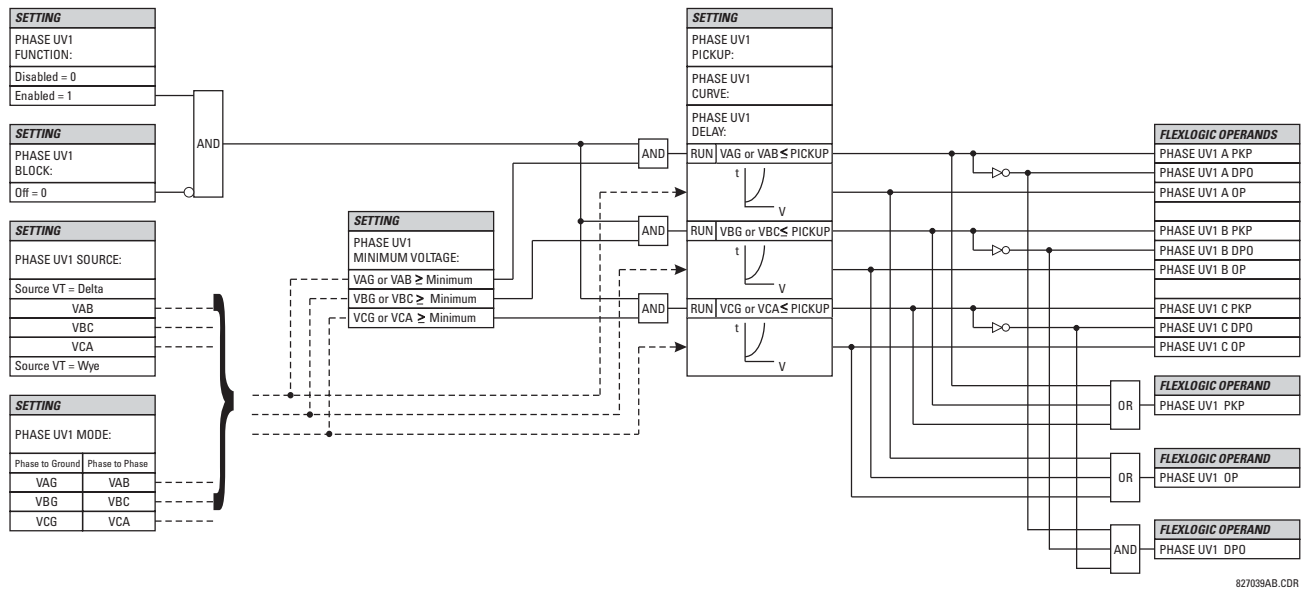 SETTING
PHASE UV1
FUNCTION:
Disabled = 0
Enabled = 1
SETTING
PHASE UV1
BLOCK:
Off = 0
AND
SETTING
PHASE UV1 SOURCE:
Source VT = Delta
VAB
VBC
VCA
Source VT = Wye
SETTING
PHASE UV1 MODE:
Phase to Ground Phase to Phase
VAG VAB
VBG VBC
VCG VCA
SETTING
PHASE UV1
MINIMUM VOLTAGE:
VAG or VAB ≥ Minimum
VBG or VBC ≥ Minimum
VCG or VCA ≥ Minimum
AND
AND
AND
SETTING
PHASE UV1
PICKUP:
PHASE UV1
CURVE:
PHASE UV1
DELAY:
RUN VAG or VAB ≤ PICKUP
t
V
RUN VBG or VBC ≤ PICKUP
t
V
RUN VCG or VCA ≤ PICKUP
t
V
FLEXLOGIC OPERANDS
PHASE UV1 A PKP
PHASE UV1 A DPO
PHASE UV1 A OP
PHASE UV1 B PKP
PHASE UV1 B DPO
PHASE UV1 B OP
PHASE UV1 C PKP
PHASE UV1 C DPO
PHASE UV1 C OP
OR
FLEXLOGIC OPERAND
PHASE UV1 PKP
OR
FLEXLOGIC OPERAND
PHASE UV1 OP
AND
FLEXLOGIC OPERAND
PHASE UV1 DPO
827039AB.CDR